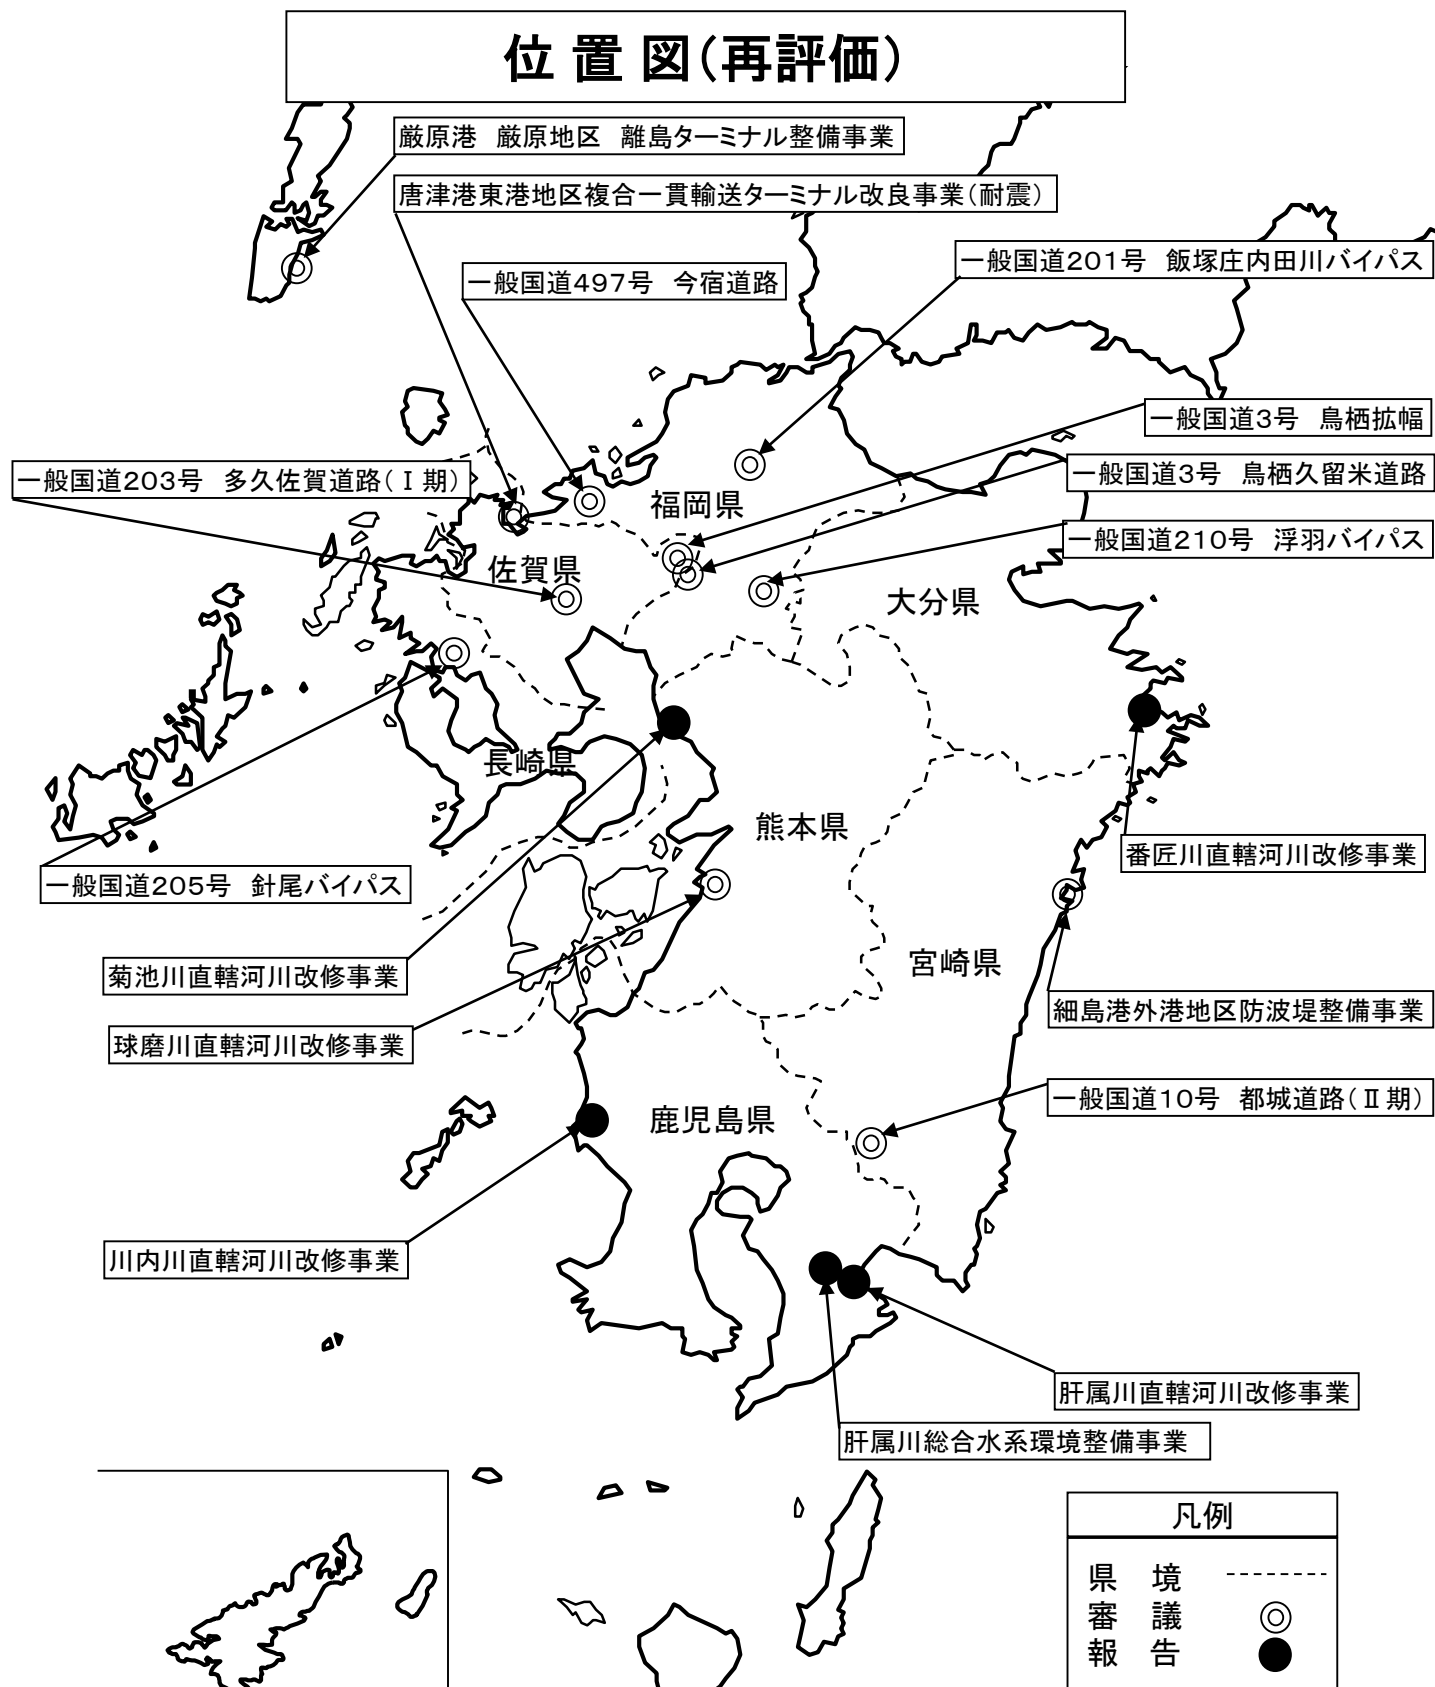 位置図(再評価)
厳原港　厳原地区　離島ターミナル整備事業
唐津港東港地区複合一貫輸送ターミナル改良事業(耐震)
一般国道201号　飯塚庄内田川バイパス
一般国道497号　今宿道路
一般国道3号　鳥栖拡幅
一般国道203号　多久佐賀道路(Ⅰ期)
一般国道3号　鳥栖久留米道路
福岡県
一般国道210号　浮羽バイパス
佐賀県
大分県
長崎県
熊本県
番匠川直轄河川改修事業
一般国道205号　針尾バイパス
宮崎県
菊池川直轄河川改修事業
細島港外港地区防波堤整備事業
球磨川直轄河川改修事業
一般国道10号　都城道路(Ⅱ期)
鹿児島県
川内川直轄河川改修事業
肝属川直轄河川改修事業
肝属川総合水系環境整備事業
凡例
県　境
審　議
報　告